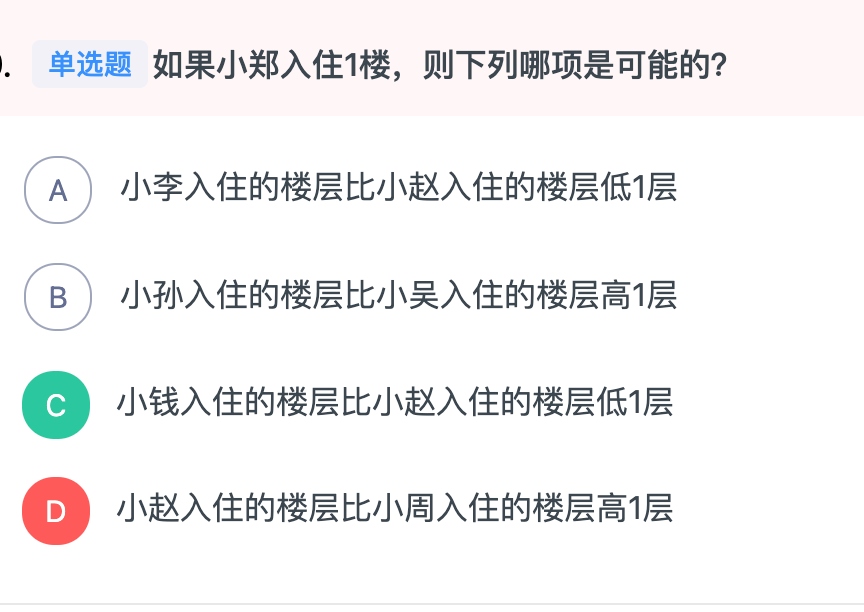 单选题 如果小郑入住1楼，则下列哪项是可能的?
A 小李入住的楼层比小赵入住的楼层低1层
B 小孙入住的楼层比小吴入住的楼层高1层
C 小钱入住的楼层比小赵入住的楼层低1层
D 小赵入住的楼层比小周入住的楼层高1层